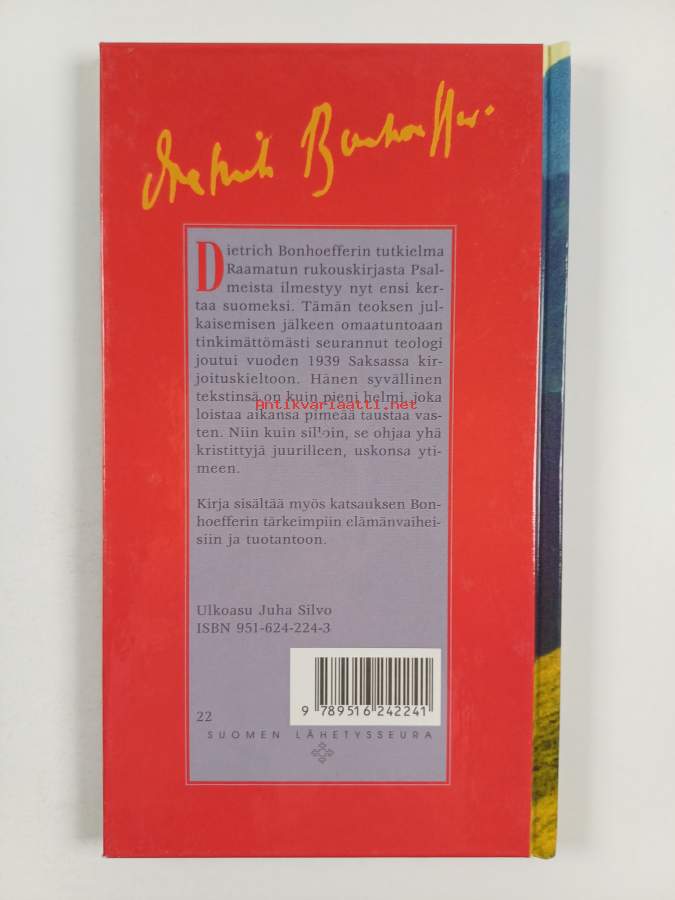 Dietrich Bonhoeffer
Dietrich Bonhoefferin tutkielma
Raamatun rukouskirjasta Psal-
meista ilmestyy nyt ensi ker-
taa suomeksi. Tämän teoksen jul-
kaisemisen jälkeen omaatuntoaan
tinkimättömästi seurannut teologi
joutui vuoden 1939 Saksassa kir-
joituskieltoon. Hänen syvällinen
tekstinsä on kuin pieni helmi, joka
Antikvariaatti.net
loistaa aikansa pimeää taustaa vas-
ten. Niin kuin silloin, se ohjaa yhä
kristittyjä juurilleen, uskonsa yti-
meen.
Kirja sisältää myös katsauksen Bon-
hoefferin tärkeimpiin elämänvaihei-
siin ja tuotantoon.
Ulkoasu Juha Silvo
ISBN 951-624-224-3
9 789516 242241
22
SUOMEN LÄHETYSSEURA